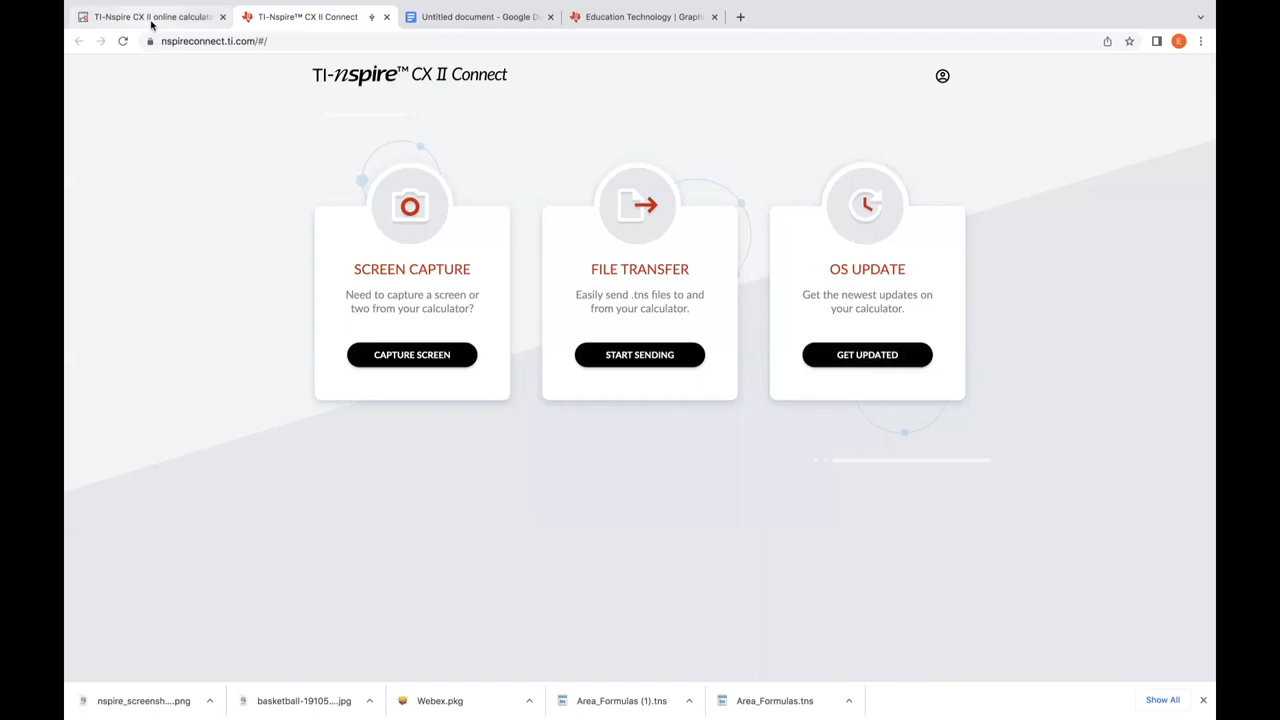 TI-Nspire CX II online calculat
TI-Nspire™ CX II Connect
Untitled document - Google D
Education Technology | Graph
nspireconnect.ti.com/#/
E
TI-nspire™ CX II Connect
SCREEN CAPTURE
Need to capture a screen or
two from your calculator?
CAPTURE SCREEN
FILE TRANSFER
Easily send .tns files to and
from your calculator.
START SENDING
OS UPDATE
Get the newest updates on
your calculator.
GET UPDATED
nspire_screensh....png
basketball-19105....jpg
Webex.pkg
Area_Formulas (1).tns
Area_Formulas.tns
Show All